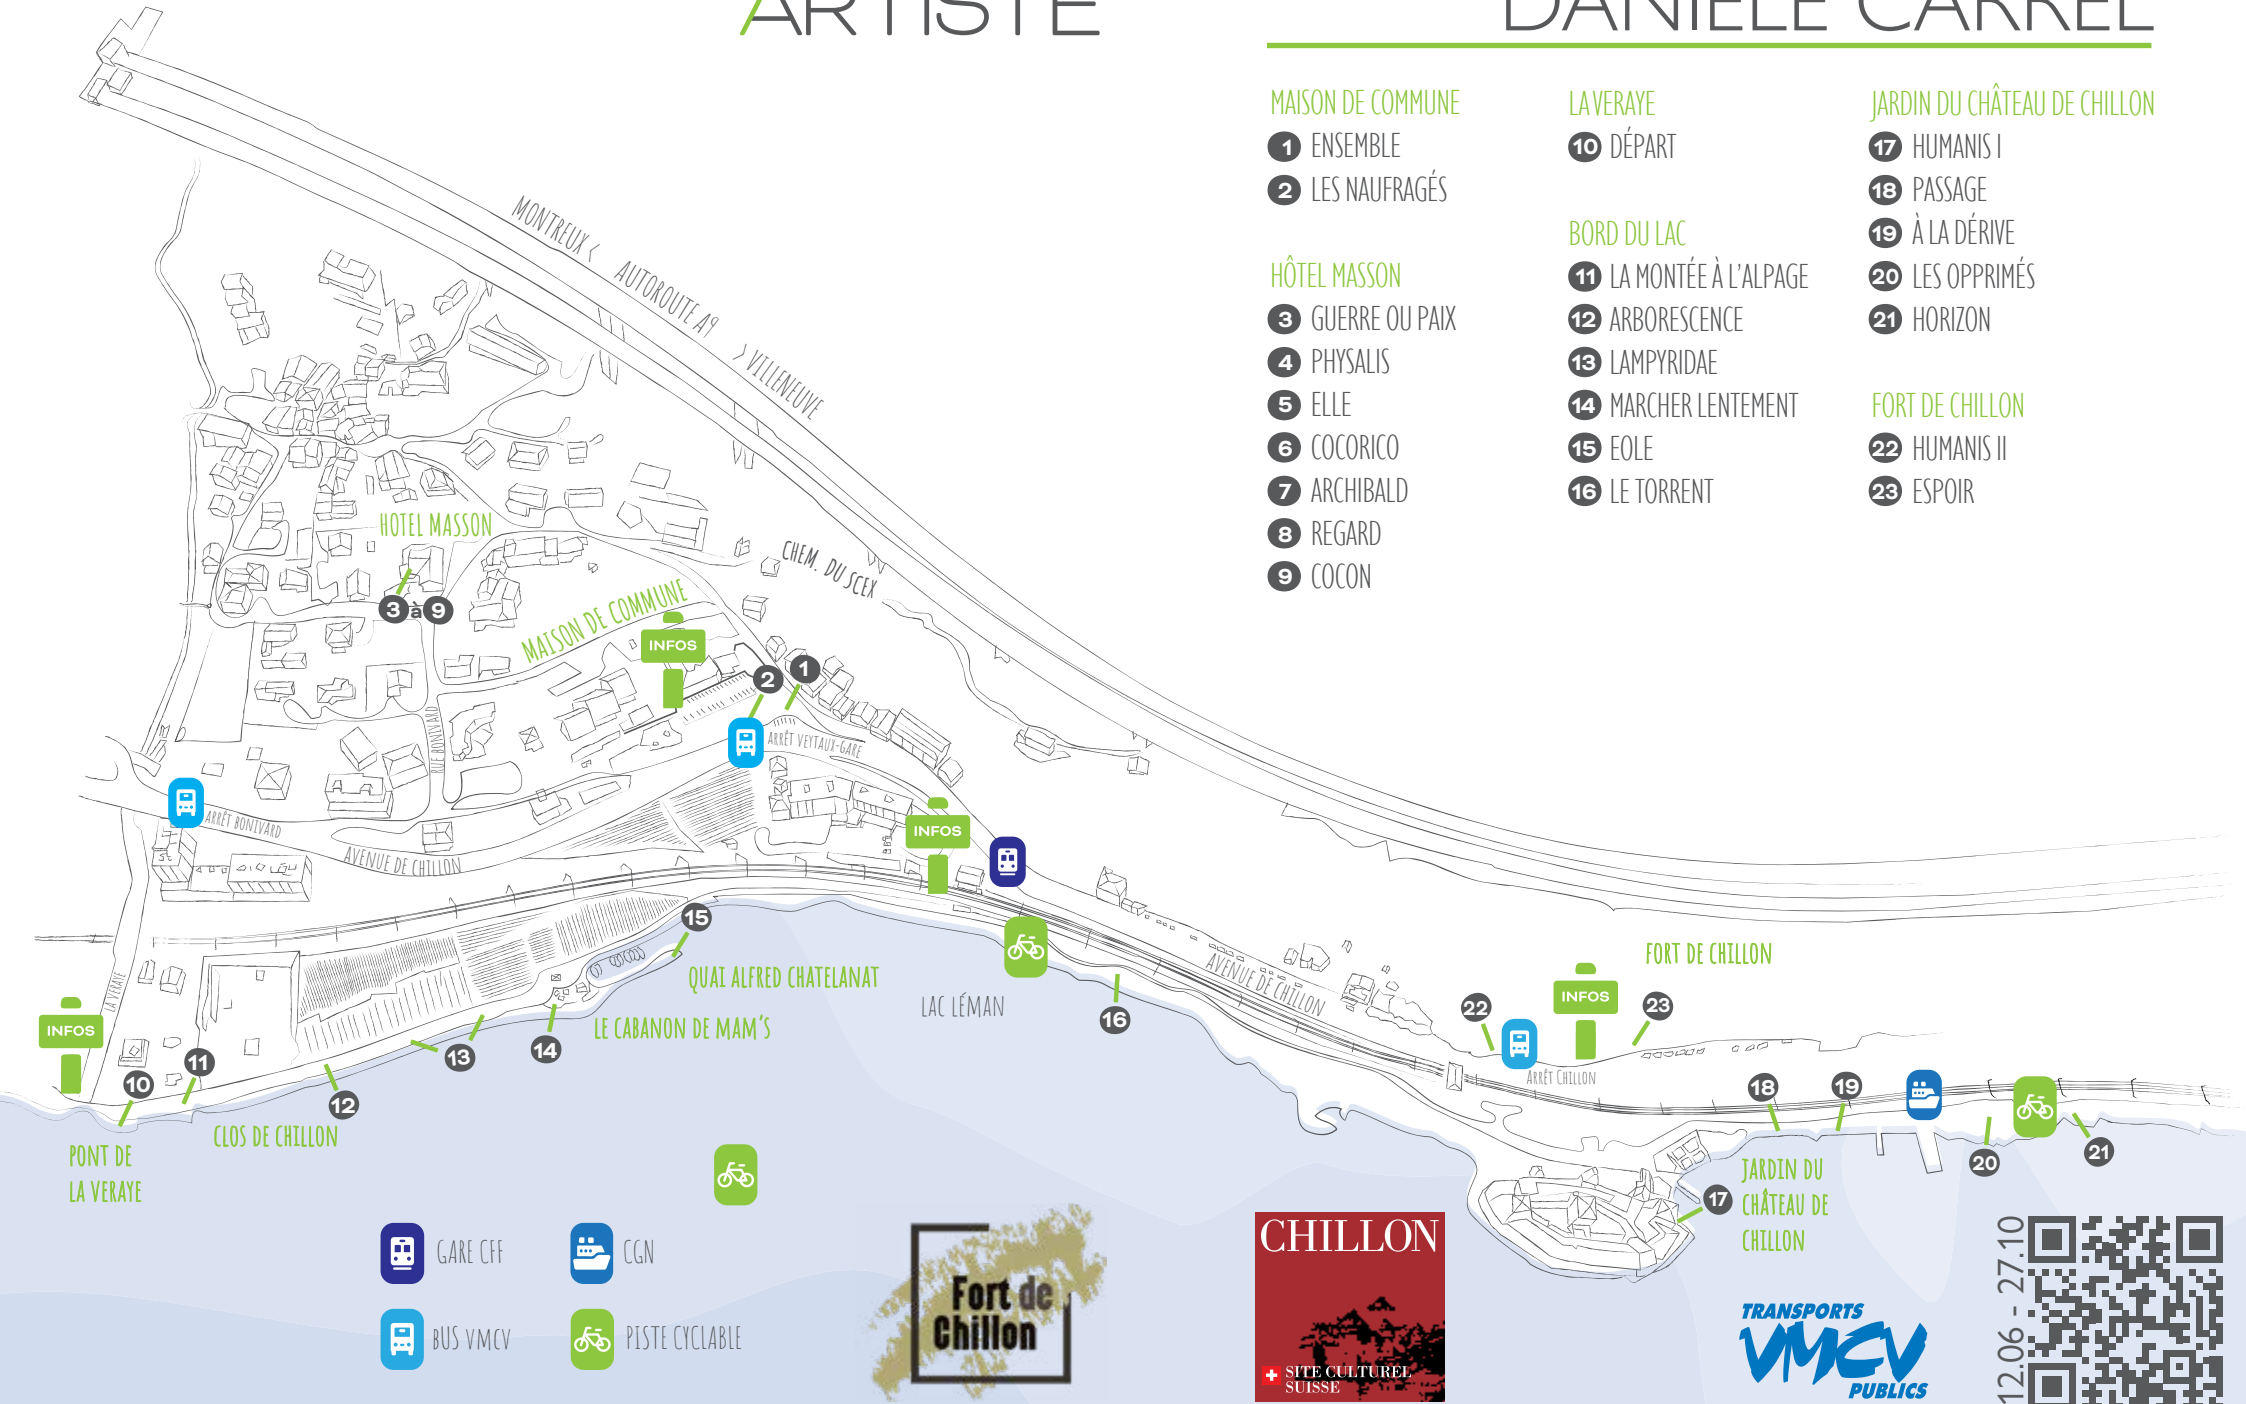 ARTISTE
DANIÈLE CARREL
MAISON DE COMMUNE
1 ENSEMBLE
2 LES NAUFRAGÉS
HÔTEL MASSON
3 GUERRE OU PAIX
4 PHYSALIS
5 ELLE
6 COCORICO
7 ARCHIBALD
8 REGARD
9 COCON
LA VERAYE
10 DÉPART
BORD DU LAC
11 LA MONTÉE À L'ALPAGE
12 ARBORESCENCE
13 LAMPYRIDAE
14 MARCHER LENTEMENT
15 EOLE
16 LE TORRENT
JARDIN DU CHÂTEAU DE CHILLON
17 HUMANIS I
18 PASSAGE
19 À LA DÉRIVE
20 LES OPPRIMÉS
21 HORIZON
FORT DE CHILLON
22 HUMANIS II
23 ESPOIR
MONTREUX <
AUTOROUTE A9
> VILLENEUVE
HOTEL MASSON
3 à 9
CHEM. DU SCEX
MAISON DE COMMUNE
INFOS
2
1
ARRÊT VEYTAUX-GARE
RUE BONIVARD
ARRÊT BONIVARD
AVENUE DE CHILLON
INFOS
LA VERAYE
15
QUAI ALFRED CHATELANAT
LAC LÉMAN
LE CABANON DE MAM'S
AVENUE DE CHILLON
16
FORT DE CHILLON
INFOS
22
23
ARRÊT CHILLON
INFOS
10
11
12
13
14
CLOS DE CHILLON
PONT DE
LA VERAYE
18
19
20
21
17
JARDIN DU
CHÂTEAU DE
CHILLON
GARE CFF
CGN
BUS VMCV
PISTE CYCLABLE
Fort de
Chillon
CHILLON
SITE CULTUREL
SUISSE
TRANSPORTS
VMCV
PUBLICS
12.06 - 27.10